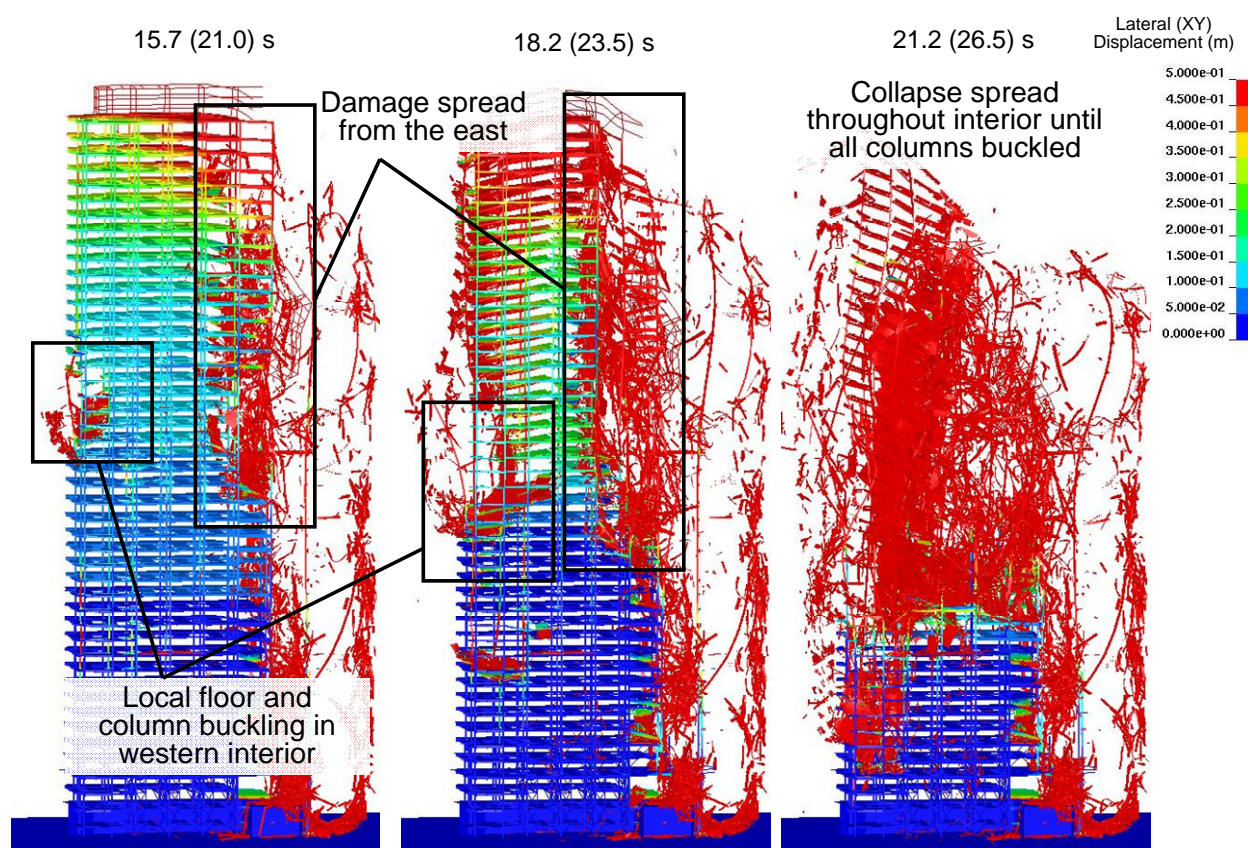 15.7 (21.0) s
18.2 (23.5) s
21.2 (26.5) s
Lateral (XY)
Displacement (m)
5.000e-01
4.500e-01
4.000e-01
3.500e-01
3.000e-01
2.500e-01
2.000e-01
1.500e-01
1.000e-01
5.000e-02
0.000e+00
Damage spread
from the east
Collapse spread
throughout interior until
all columns buckled
Local floor and
column buckling in
western interior